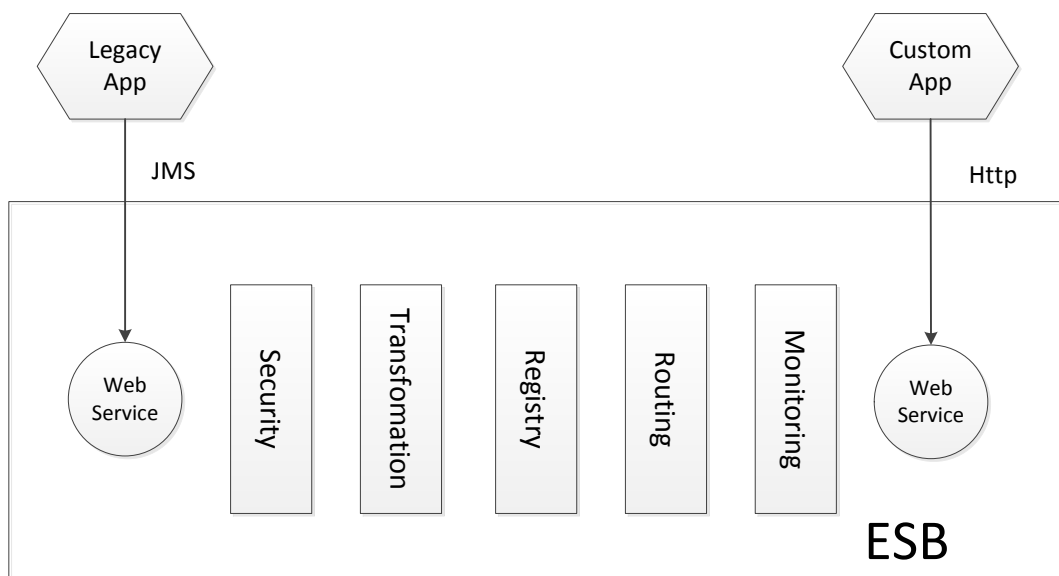 Legacy
App
Custom
App
JMS
Http
Web
Service
Security
Transfomation
Registry
Routing
Monitoring
Web
Service
ESB